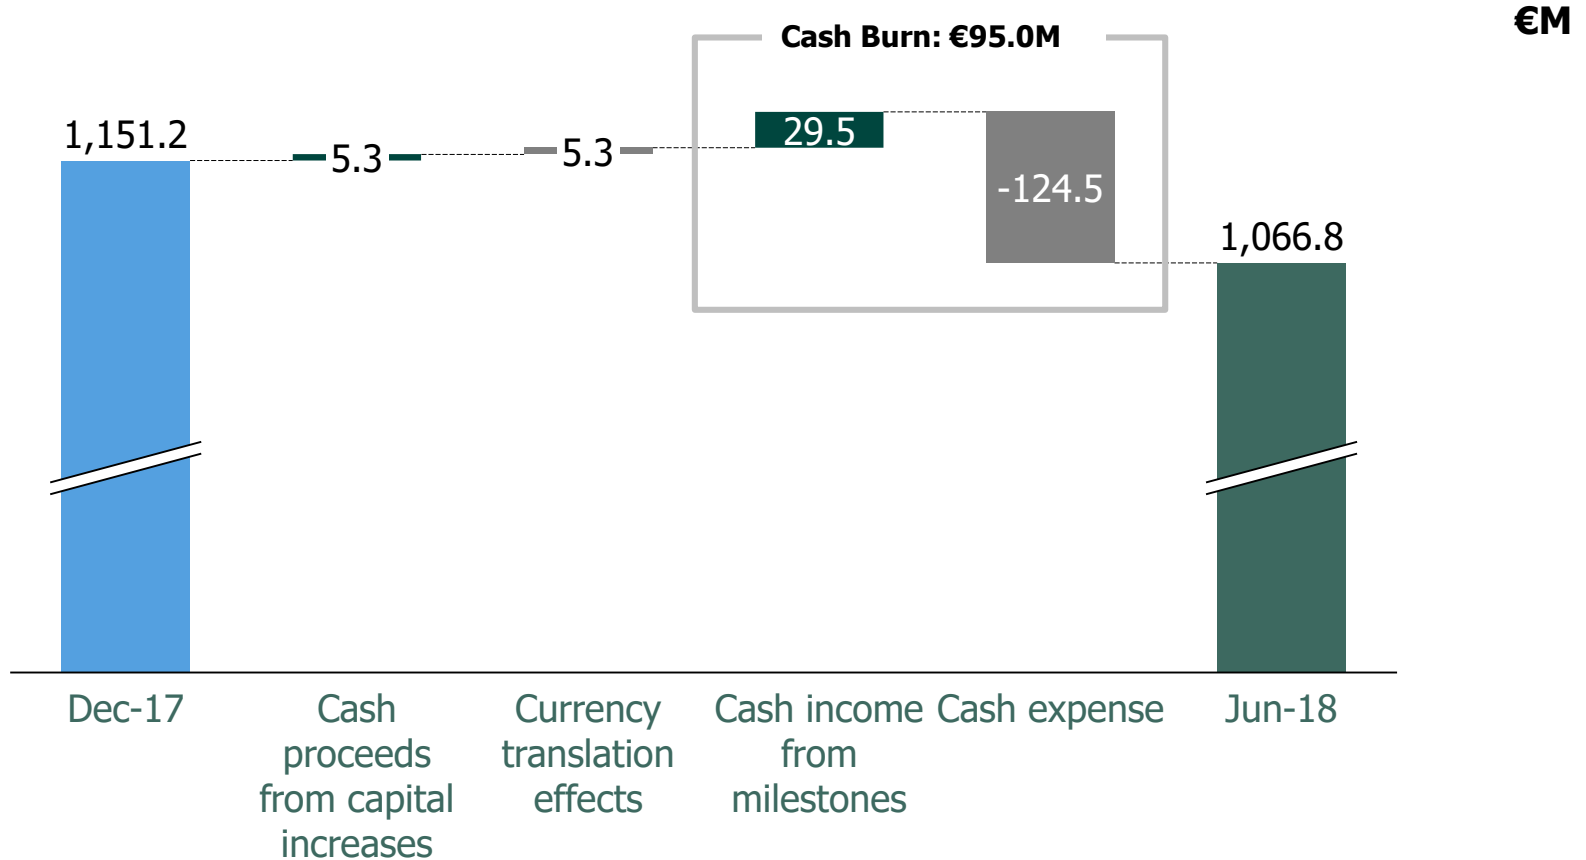 €M
Cash Burn: €95.0M
1,151.2
5.3
5.3
29.5
-124.5
1,066.8
Dec-17
Cash
proceeds
from capital
increases
Currency
translation
effects
Cash income
from
milestones
Cash expense
Jun-18